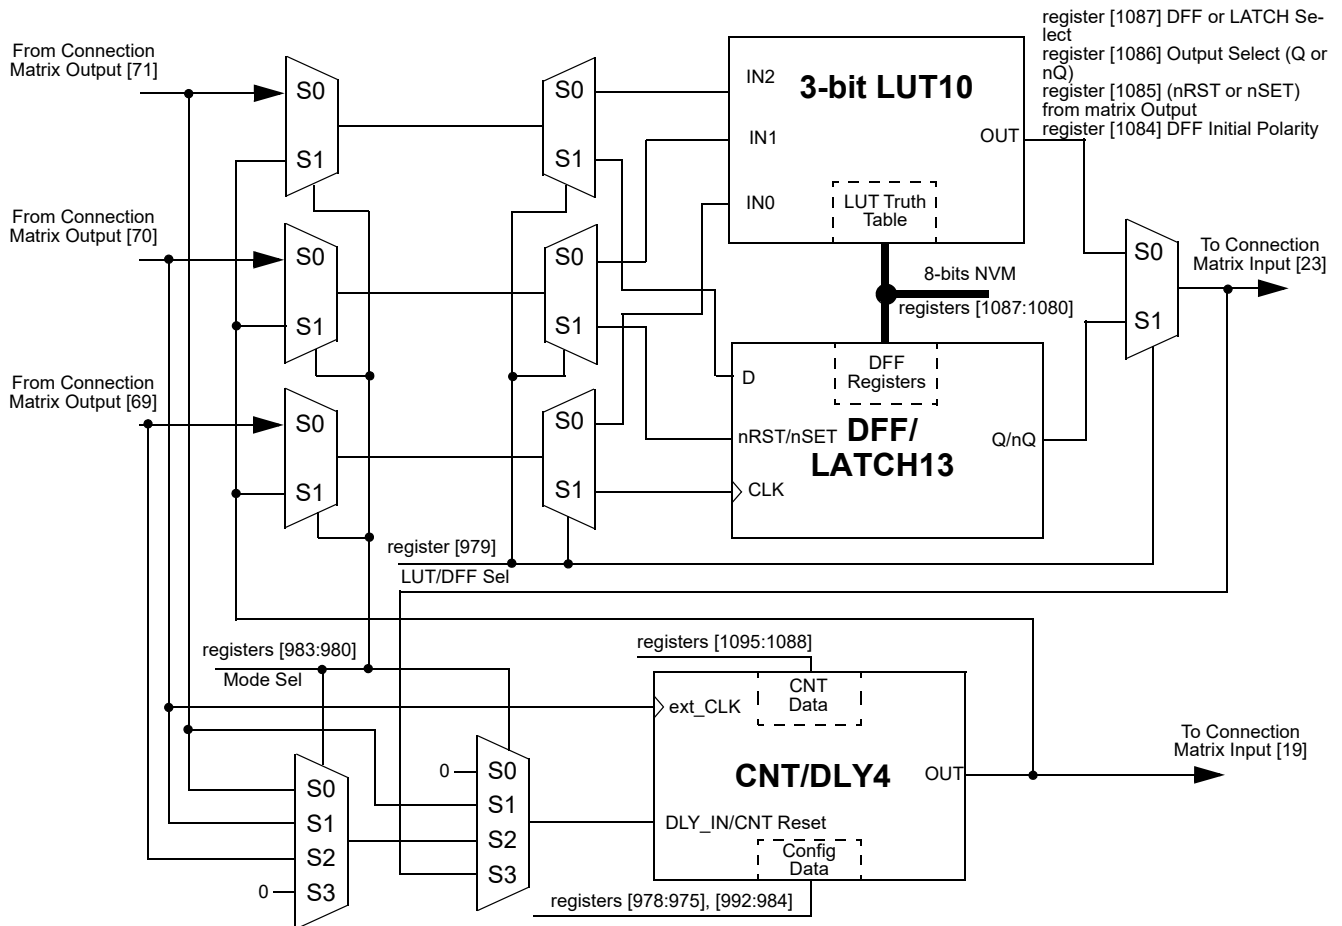 register [1087] DFF or LATCH Se-
lect
register [1086] Output Select (Q or
nQ)
register [1085] (nRST or nSET)
from matrix Output
register [1084] DFF Initial Polarity
From Connection
Matrix Output [71]
S0
S1
S0
S1
IN2
IN1
IN0
3-bit LUT10
OUT
LUT Truth
Table
From Connection
Matrix Output [70]
S0
S1
S0
S1
8-bits NVM
registers [1087:1080]
S0
S1
To Connection
Matrix Input [23]
From Connection
Matrix Output [69]
S0
S1
S0
S1
D
nRST/nSET
CLK
DFF
Registers
DFF/
LATCH13
Q/nQ
register [979]
LUT/DFF Sel
registers [983:980]
Mode Sel
registers [1095:1088]
CNT
Data
ext_CLK
CNT/DLY4
OUT
DLY_IN/CNT Reset
Config
Data
To Connection
Matrix Input [19]
0
S0
S1
S2
S3
S0
S1
S2
0
S3
registers [978:975], [992:984]